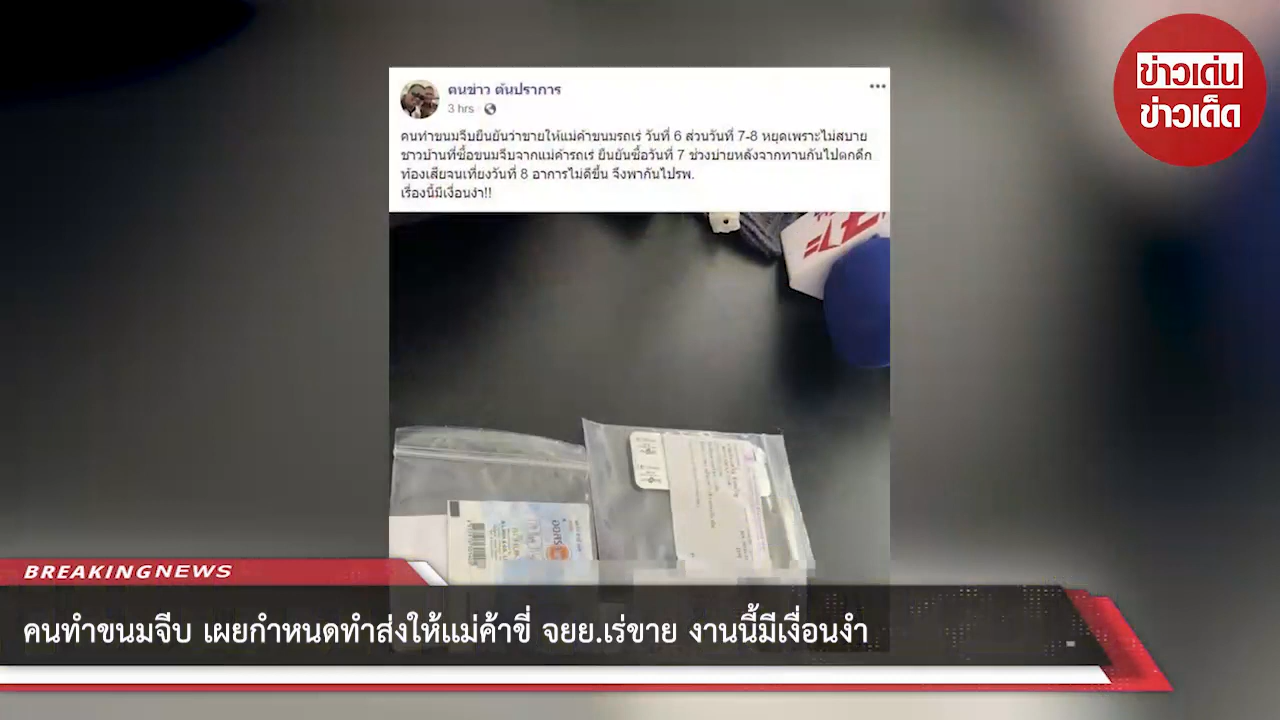 ข่าวเด่น
ข่าวเด็ด
ฅนข่าว ต้นปราการ
3 hrs
คนทำขนมจีบยืนยันว่าขายให้แม่ค้าขนมรถเร่ วันที่ 6 ส่วนวันที่ 7-8 หยุดเพราะไม่สบาย
ชาวบ้านที่ซื้อขนมจีบจากแม่ค้ารถเร่ ยืนยันซื้อวันที่ 7 ช่วงบ่ายหลังจากทานกันไปตกดึก
ท้องเสียจนเที่ยงวันที่ 8 อาการไม่ดีขึ้น จึงพากันไปรพ.
เรื่องนี้มีเงื่อนงำ!!
BREAKINGNEWS
คนทำขนมจีบ เผยกำหนดทำส่งให้แม่ค้าขี่ จยย.เร่ขาย งานนี้มีเงื่อนงำ